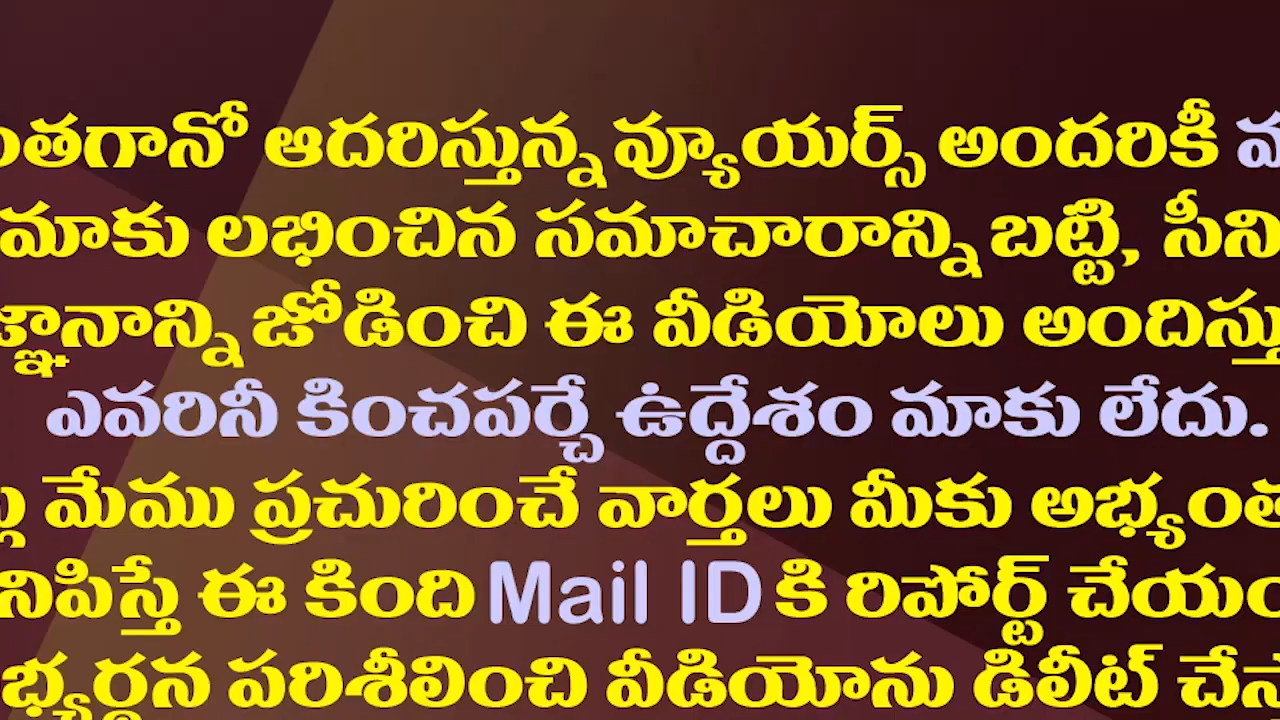 ంతగానో ఆదరిస్తున్న వ్యూయర్స్ అందరికీ
మాకు లభించిన సమాచారాన్ని బట్టి, సీని
జ్ఞానాన్ని జోడించి ఈ వీడియోలు అందిస్తు
ఎవరినీ కించపర్చే ఉద్దేశం మాకు లేదు.
మేము ప్రచురించే వార్తలు మీకు అభ్యంత
నిపిస్తే ఈ కింది Mail ID కి రిపోర్ట్ చేయం
భ్యర్థన పరిశీలించి వీడియోను డిలీట్ చేస